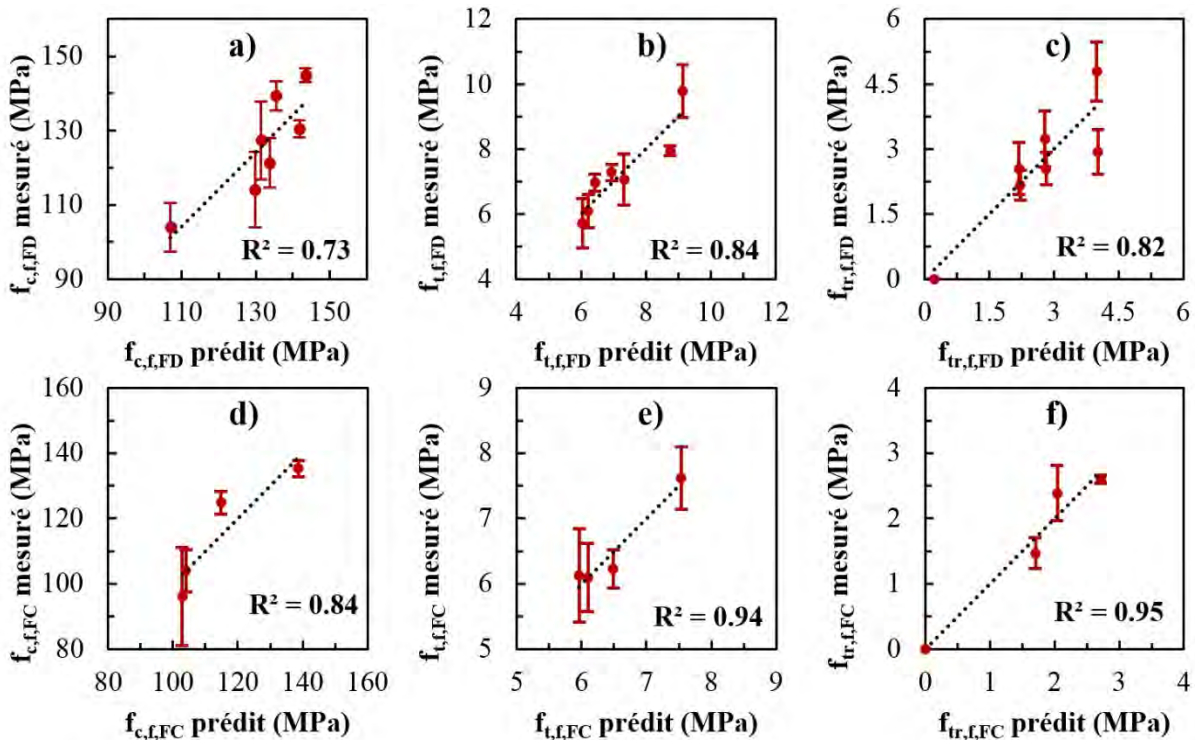 a)
f_c,f,FD mesuré (MPa)
150
130
110
90
R² = 0.73
90 110 130 150
f_c,f,FD prédit (MPa)
b)
f_t,f,FD mesuré (MPa)
12
10
8
6
4
R² = 0.84
4 6 8 10 12
f_t,f,FD prédit (MPa)
c)
f_tr,f,FD mesuré (MPa)
6
4.5
3
1.5
0
R² = 0.82
0 1.5 3 4.5 6
f_tr,f,FD prédit (MPa)
d)
f_c,f,FC mesuré (MPa)
160
140
120
100
80
R² = 0.84
80 100 120 140 160
f_c,f,FC prédit (MPa)
e)
f_t,f,FC mesuré (MPa)
9
8
7
6
5
R² = 0.94
5 6 7 8 9
f_t,f,FC prédit (MPa)
f)
f_tr,f,FC mesuré (MPa)
4
3
2
1
0
R² = 0.95
0 1 2 3 4
f_tr,f,FC prédit (MPa)